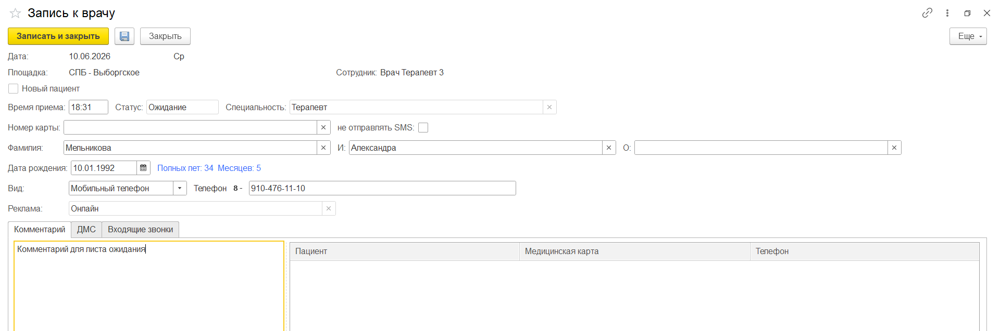 Запись к врачу
Записать и закрыть Закрыть Еще
Дата: 10.06.2026 Ср
Площадка: СПБ - Выборгское Сотрудник: Врач Терапевт 3
Новый пациент
Время приема: 18:31 Статус: Ожидание Специальность: Терапевт
Номер карты: не отправлять SMS:
Фамилия: Мельникова И: Александра О:
Дата рождения: 10.01.1992 Полных лет: 34 Месяцев: 5
Вид: Мобильный телефон Телефон 8 - 910-476-11-10
Реклама: Онлайн
Комментарий ДМС Входящие звонки
Комментарий для листа ожидания Пациент Медицинская карта Телефон